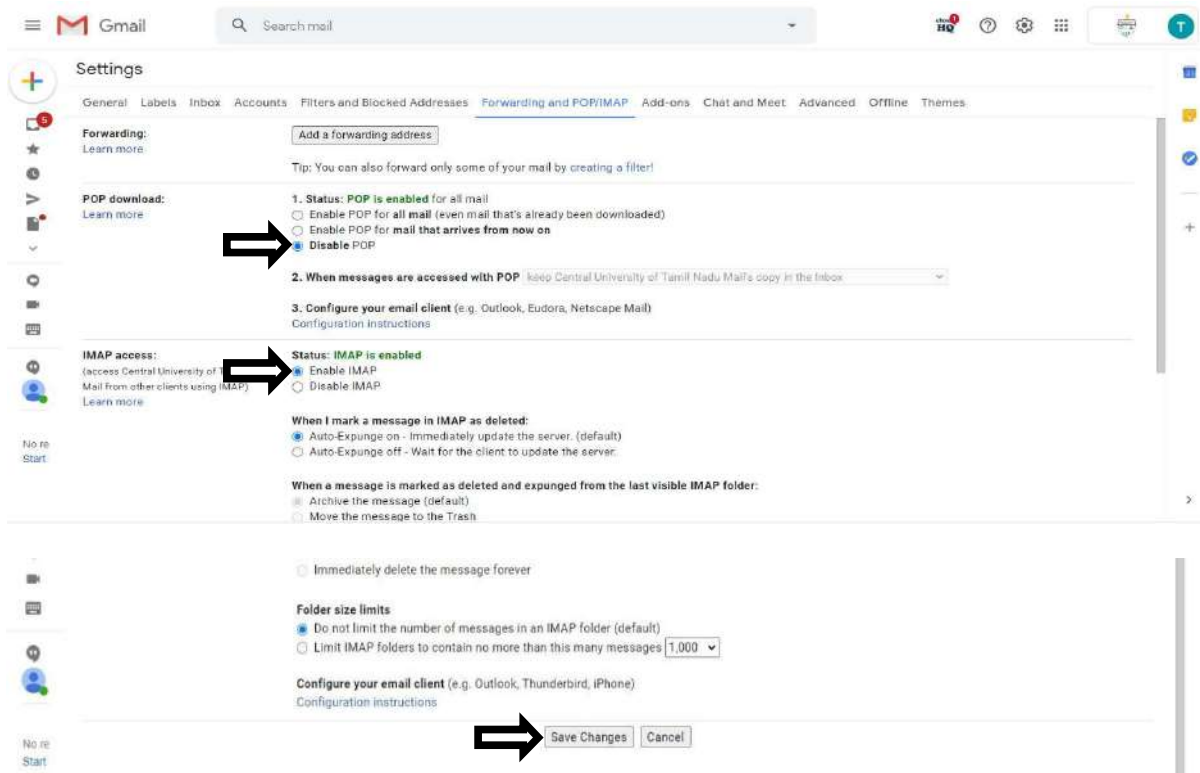 Gmail
Search mail
HQ
T
Settings
General Labels Inbox Accounts Filters and Blocked Addresses Forwarding and POP/IMAP Add-ons Chat and Meet Advanced Offline Themes
5
Forwarding:
Learn more
Add a forwarding address
Tip: You can also forward only some of your mail by creating a filter!
POP download:
Learn more
1. Status: POP is enabled for all mail
Enable POP for all mail (even mail that's already been downloaded)
Enable POP for mail that arrives from now on
Disable POP
2. When messages are accessed with POP keep Central University of Tamil Nadu Mail's copy in the Inbox
3. Configure your email client (e.g. Outlook, Eudora, Netscape Mail)
Configuration instructions
IMAP access:
(access Central University of T
Mail from other clients using IMAP)
Learn more
Status: IMAP is enabled
Enable IMAP
Disable IMAP
When I mark a message in IMAP as deleted:
Auto-Expunge on - Immediately update the server. (default)
Auto-Expunge off - Wait for the client to update the server.
No re
Start
When a message is marked as deleted and expunged from the last visible IMAP folder:
Archive the message (default)
Move the message to the Trash
Immediately delete the message forever
Folder size limits
Do not limit the number of messages in an IMAP folder (default)
Limit IMAP folders to contain no more than this many messages 1,000
Configure your email client (e.g. Outlook, Thunderbird, iPhone)
Configuration instructions
Save Changes Cancel
No re
Start